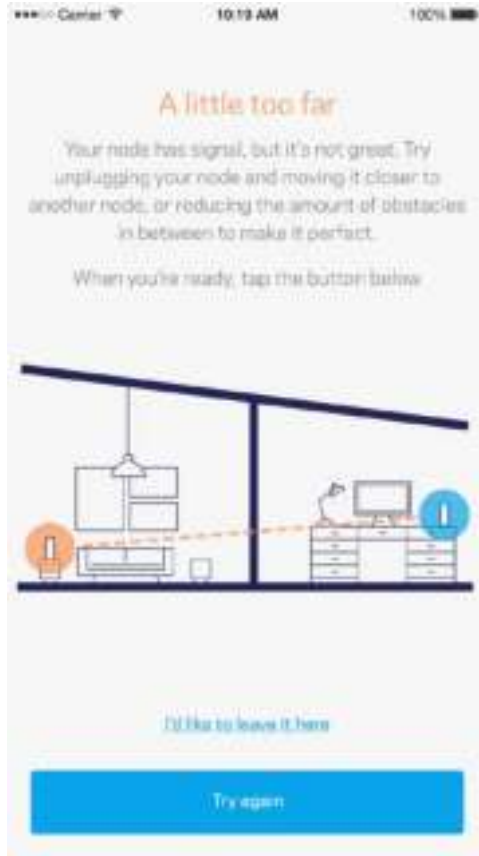 Carrier 10:19 AM 100%
A little too far
Your node has signal, but it's not great. Try
unplugging your node and moving it closer to
another node, or reducing the amount of obstacles
in between to make it perfect.
When you're ready, tap the button below
I'd like to leave it here
Try again